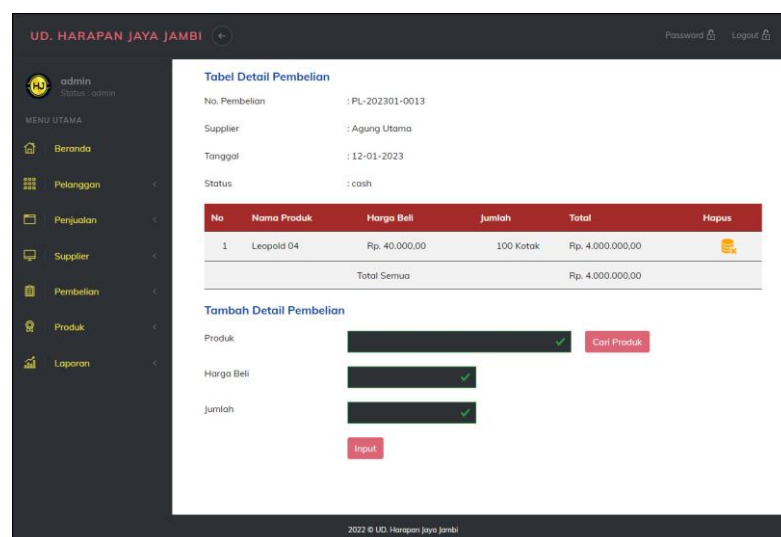 UD. HARAPAN JAYA JAMBI
Password
Logout
HJ
admin
Status : admin
MENU UTAMA
Beranda
Pelanggan
Penjualan
Supplier
Pembelian
Produk
Laporan
Tabel Detail Pembelian
No. Pembelian : PL-202301-0013
Supplier : Agung Utama
Tanggal : 12-01-2023
Status : cash
No Nama Produk Harga Beli Jumlah Total Hapus
1 Leopold 04 Rp. 40.000,00 100 Kotak Rp. 4.000.000,00
Total Semua Rp. 4.000.000,00
Tambah Detail Pembelian
Produk Cari Produk
Harga Beli
Jumlah
Input
2022 © UD. Harapan Jaya Jambi